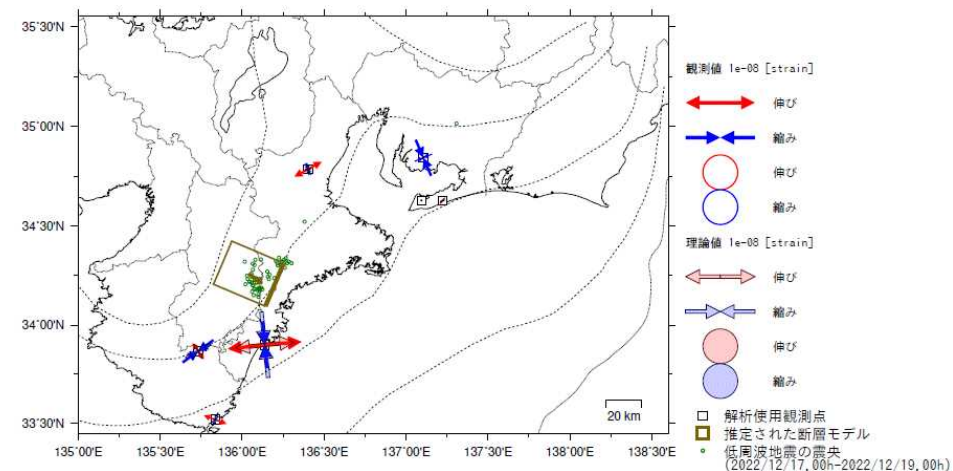 35°30'N
35°00'N
34°30'N
34°00'N
33°30'N
135°00'E
135°30'E
136°00'E
136°30'E
137°00'E
137°30'E
138°00'E
138°30'E
20 km
観測値 1e-08 [strain]
伸び
縮み
伸び
縮み
理論値 1e-08 [strain]
伸び
縮み
伸び
縮み
解析使用観測点
推定された断層モデル
低周波地震の震央
(2022/12/17,00h-2022/12/19,00h)